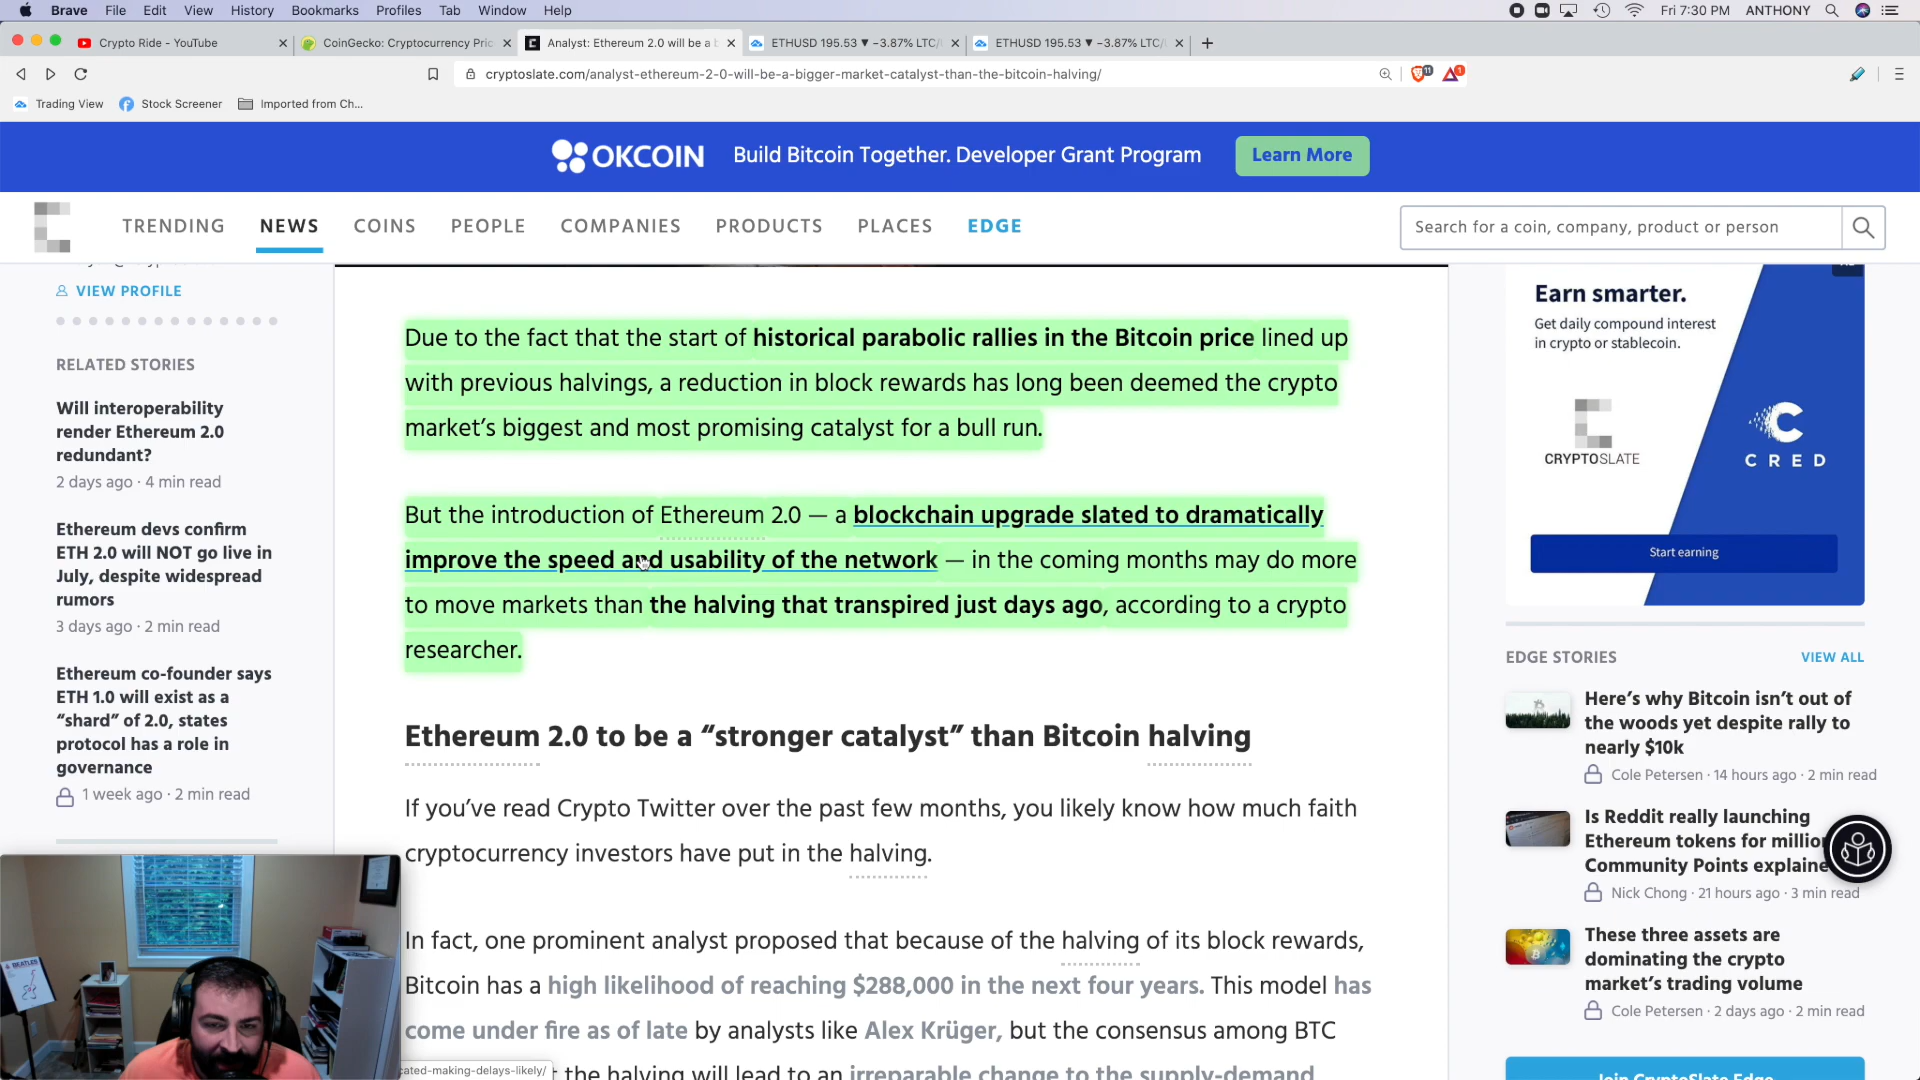 Brave File Edit View History Bookmarks Profiles Tab Window Help
Fri 7:30 PM ANTHONY
Crypto Ride - YouTube
CoinGecko: Cryptocurrency Pric
Analyst: Ethereum 2.0 will be a b
ETHUSD 195.53 ▼ −3.87% LTC/
ETHUSD 195.53 ▼ −3.87% LTC/
cryptoslate.com/analyst-ethereum-2-0-will-be-a-bigger-market-catalyst-than-the-bitcoin-halving/
11
1
Trading View Stock Screener Imported from Ch...
OKCOIN Build Bitcoin Together. Developer Grant Program Learn More
TRENDING NEWS COINS PEOPLE COMPANIES PRODUCTS PLACES EDGE
Search for a coin, company, product or person
VIEW PROFILE
RELATED STORIES
Will interoperability
render Ethereum 2.0
redundant?
2 days ago · 4 min read
Ethereum devs confirm
ETH 2.0 will NOT go live in
July, despite widespread
rumors
3 days ago · 2 min read
Ethereum co-founder says
ETH 1.0 will exist as a
“shard” of 2.0, states
protocol has a role in
governance
1 week ago · 2 min read
Due to the fact that the start of historical parabolic rallies in the Bitcoin price lined up
with previous halvings, a reduction in block rewards has long been deemed the crypto
market’s biggest and most promising catalyst for a bull run.
But the introduction of Ethereum 2.0 — a blockchain upgrade slated to dramatically
improve the speed and usability of the network — in the coming months may do more
to move markets than the halving that transpired just days ago, according to a crypto
researcher.
Ethereum 2.0 to be a “stronger catalyst” than Bitcoin halving
If you’ve read Crypto Twitter over the past few months, you likely know how much faith
cryptocurrency investors have put in the halving.
In fact, one prominent analyst proposed that because of the halving of its block rewards,
Bitcoin has a high likelihood of reaching $288,000 in the next four years. This model has
come under fire as of late by analysts like Alex Krüger, but the consensus among BTC
t the halving will lead to an irreparable change to the supply-demand
cated-making-delays-likely/
BEATLES
Earn smarter.
Get daily compound interest
in crypto or stablecoin.
CRYPTOSLATE
CRED
Start earning
EDGE STORIES VIEW ALL
Here’s why Bitcoin isn’t out of
the woods yet despite rally to
nearly $10k
Cole Petersen · 14 hours ago · 2 min read
Is Reddit really launching
Ethereum tokens for millio
Community Points explaine
Nick Chong · 21 hours ago · 3 min read
These three assets are
dominating the crypto
market’s trading volume
Cole Petersen · 2 days ago · 2 min read
Join CryptoSlate Edge